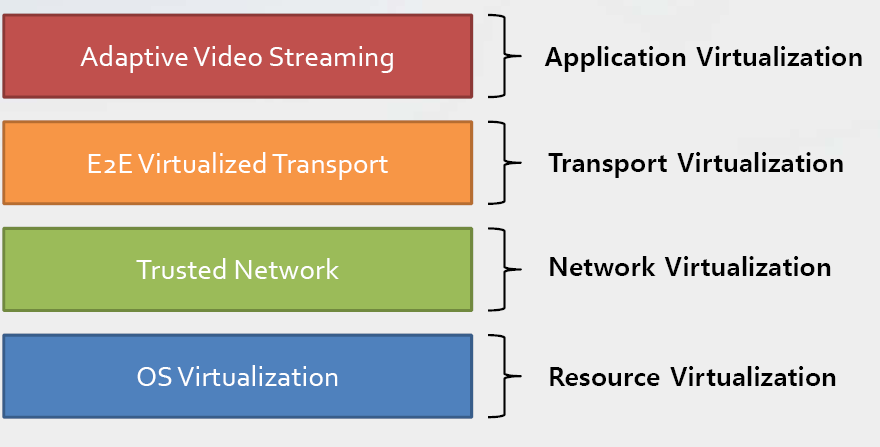 Adaptive Video Streaming
Application Virtualization
E2E Virtualized Transport
Transport Virtualization
Trusted Network
Network Virtualization
OS Virtualization
Resource Virtualization